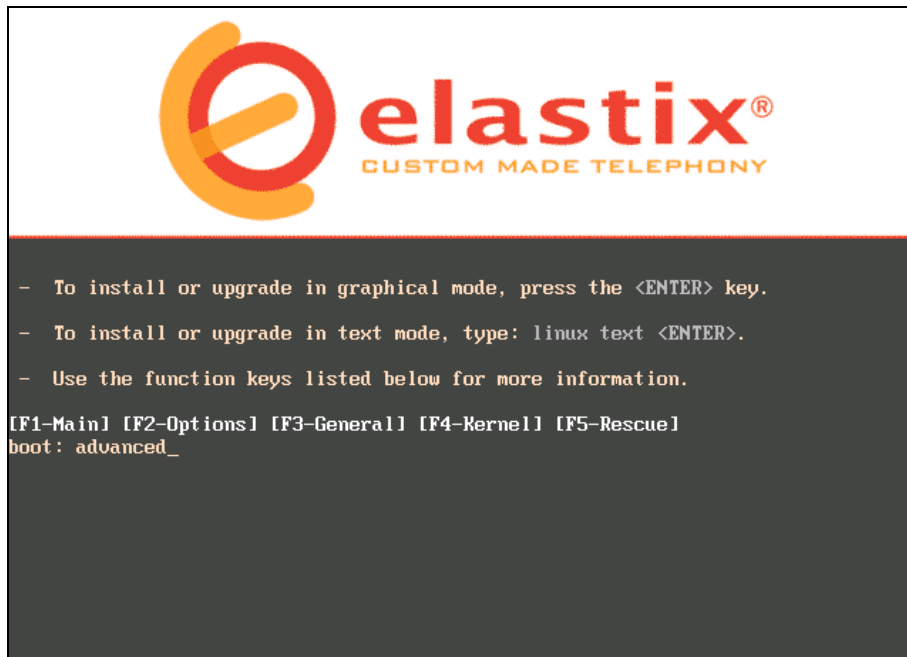 elastix®
CUSTOM MADE TELEPHONY
- To install or upgrade in graphical mode, press the <ENTER> key.
- To install or upgrade in text mode, type: linux text <ENTER>.
- Use the function keys listed below for more information.
[F1-Main] [F2-Options] [F3-General] [F4-Kernel] [F5-Rescue]
boot: advanced_